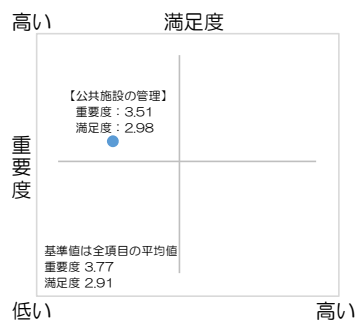 高い
満足度
【公共施設の管理】
重要度：3.51
満足度：2.98
重要度
基準値は全項目の平均値
重要度 3.77
満足度 2.91
低い
高い